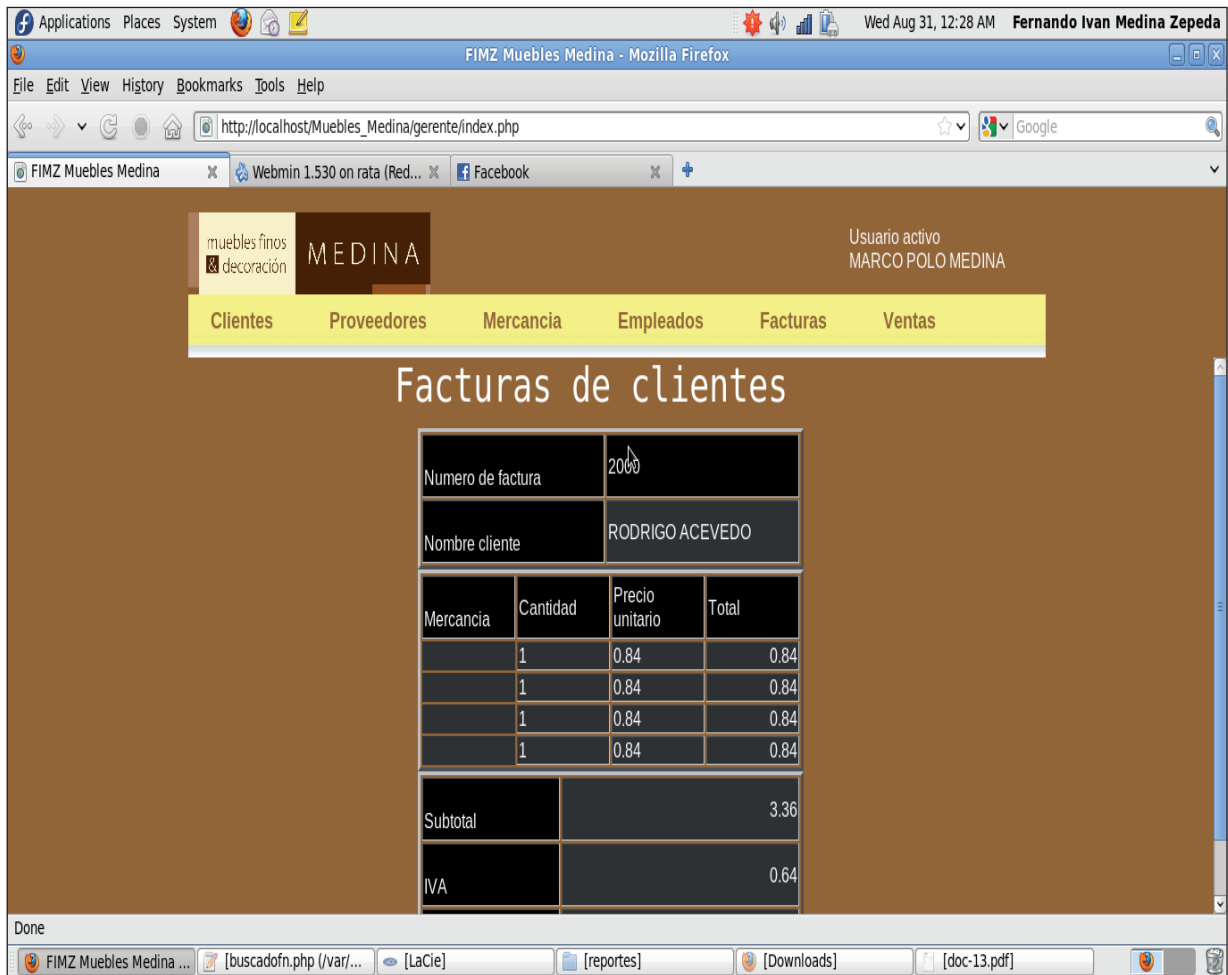 Applications Places System Wed Aug 31, 12:28 AM Fernando Ivan Medina Zepeda
FIMZ Muebles Medina - Mozilla Firefox
File Edit View History Bookmarks Tools Help
http://localhost/Muebles_Medina/gerente/index.php Google
FIMZ Muebles Medina Webmin 1.530 on rata (Red... Facebook
muebles finos
& decoración
MEDINA
Usuario activo
MARCO POLO MEDINA
Clientes Proveedores Mercancia Empleados Facturas Ventas
Facturas de clientes
Numero de factura 2000
Nombre cliente RODRIGO ACEVEDO
Mercancia Cantidad Precio unitario Total
1 0.84 0.84
1 0.84 0.84
1 0.84 0.84
1 0.84 0.84
Subtotal 3.36
IVA 0.64
Done
FIMZ Muebles Medina ... [buscadofn.php (/var/... [LaCie] [reportes] [Downloads] [doc-13.pdf]